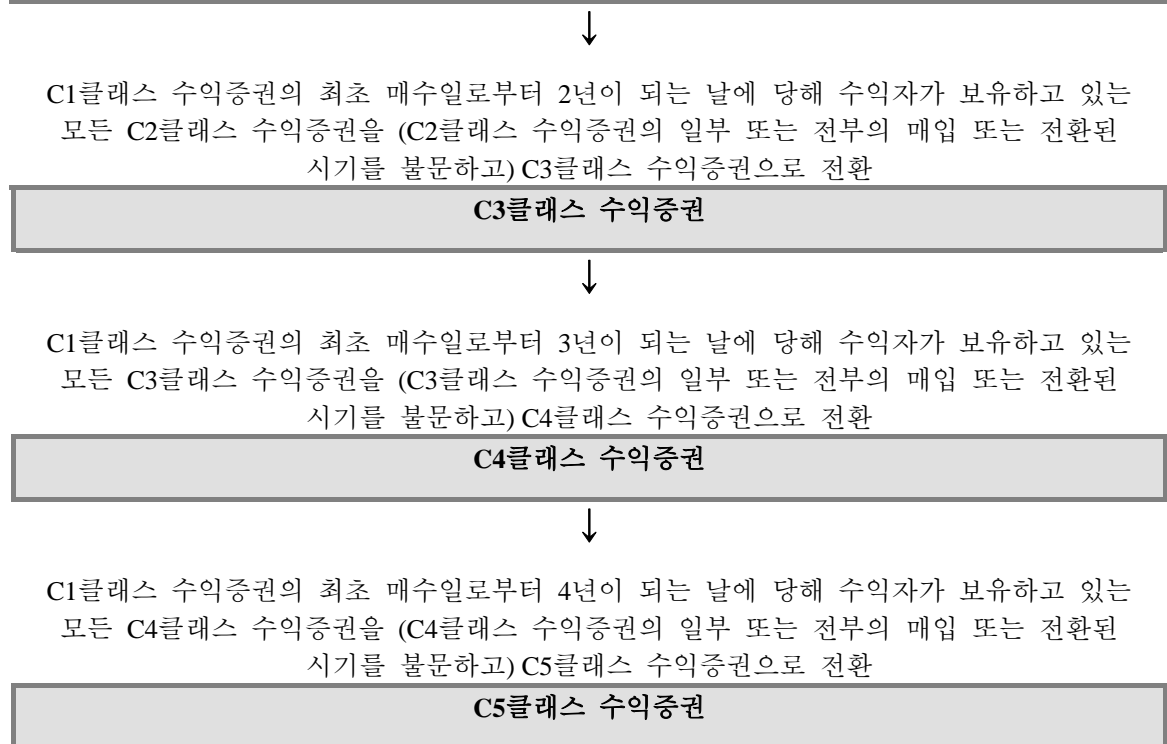 ↓
C1클래스 수익증권의 최초 매수일로부터 2년이 되는 날에 당해 수익자가 보유하고 있는
모든 C2클래스 수익증권을 (C2클래스 수익증권의 일부 또는 전부의 매입 또는 전환된
시기를 불문하고) C3클래스 수익증권으로 전환
C3클래스 수익증권
↓
C1클래스 수익증권의 최초 매수일로부터 3년이 되는 날에 당해 수익자가 보유하고 있는
모든 C3클래스 수익증권을 (C3클래스 수익증권의 일부 또는 전부의 매입 또는 전환된
시기를 불문하고) C4클래스 수익증권으로 전환
C4클래스 수익증권
↓
C1클래스 수익증권의 최초 매수일로부터 4년이 되는 날에 당해 수익자가 보유하고 있는
모든 C4클래스 수익증권을 (C4클래스 수익증권의 일부 또는 전부의 매입 또는 전환된
시기를 불문하고) C5클래스 수익증권으로 전환
C5클래스 수익증권